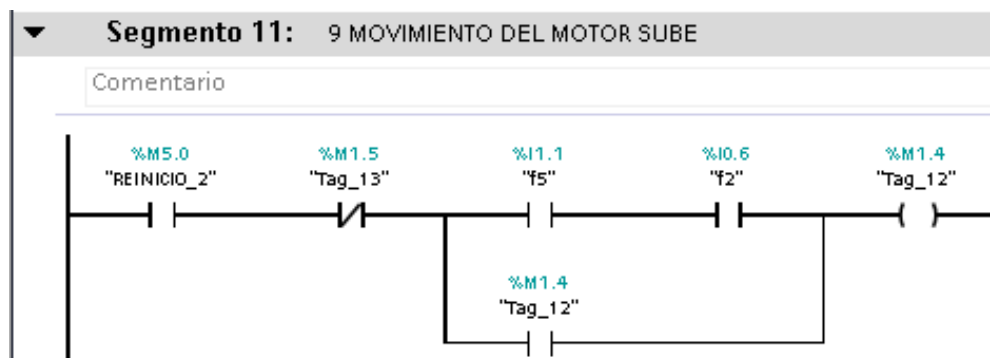 Segmento 11: 9 MOVIMIENTO DEL MOTOR SUBE
Comentario
%M5.0 %M1.5 %I1.1 %I0.6 %M1.4
"REINICIO_2" "Tag_13" "f5" "f2" "Tag_12"
%M1.4
"Tag_12"